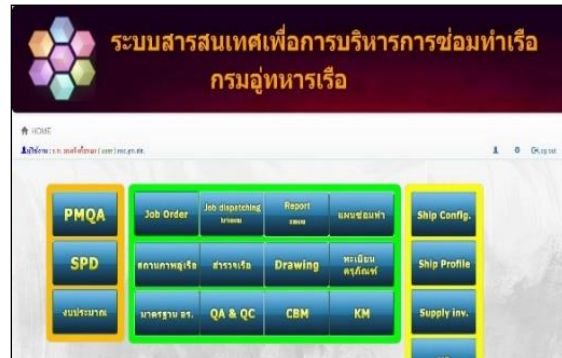 ระบบสารสนเทศเพื่อการบริหารการซ่อมทำเรือ
กรมอู่ทหารเรือ
HOME
PMQA
Job Order
Job dispatching
Report
แผนซ่อมทำ
Ship Config.
SPD
สถานภาพอู่เรือ
สำรวจเรือ
Drawing
ทะเบียน
ครุภัณฑ์
Ship Profile
งบประมาณ
มาตรฐาน อร.
QA & QC
CBM
KM
Supply inv.